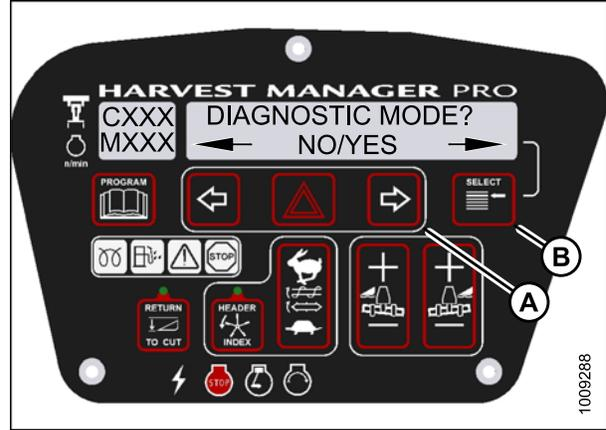 HARVEST MANAGER PRO
CXXX
MXXX
DIAGNOSTIC MODE?
NO/YES
n/min
PROGRAM
SELECT
B
STOP
A
RETURN
TO CUT
HEADER
INDEX
STOP
1009288